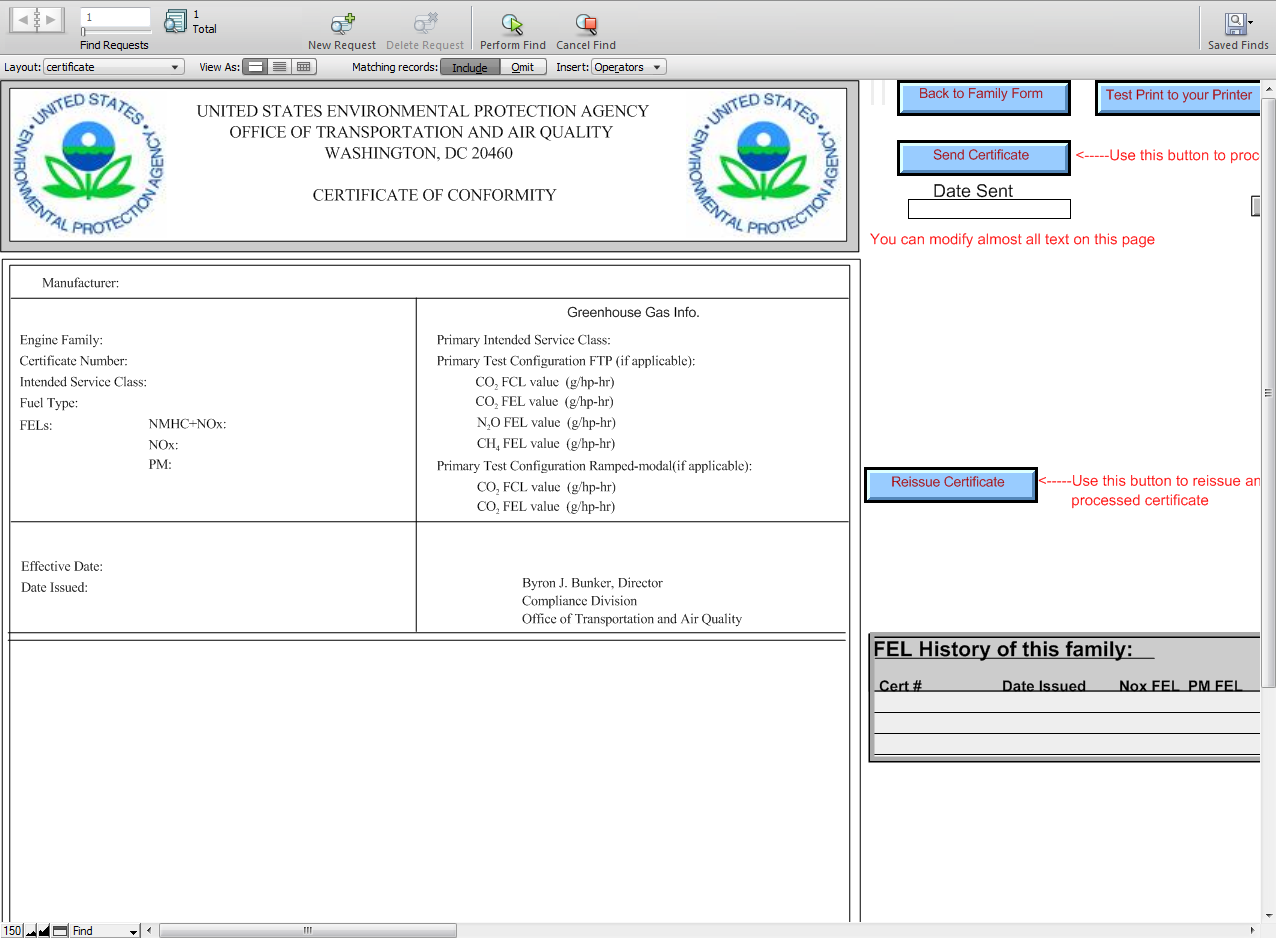 1
1
Total
Find Requests
New Request
Delete Request
Perform Find
Cancel Find
Saved Finds
Layout: certificate
View As:
Matching records: Include Omit
Insert: Operators
UNITED STATES
ENVIRONMENTAL PROTECTION AGENCY
UNITED STATES ENVIRONMENTAL PROTECTION AGENCY
OFFICE OF TRANSPORTATION AND AIR QUALITY
WASHINGTON, DC 20460
CERTIFICATE OF CONFORMITY
UNITED STATES
ENVIRONMENTAL PROTECTION AGENCY
Back to Family Form
Test Print to your Printer
Send Certificate
<-----Use this button to proc
Date Sent
You can modify almost all text on this page
Manufacturer:
Engine Family:
Certificate Number:
Intended Service Class:
Fuel Type:
FELs: NMHC+NOx:
NOx:
PM:
Greenhouse Gas Info.
Primary Intended Service Class:
Primary Test Configuration FTP (if applicable):
CO₂ FCL value (g/hp-hr)
CO₂ FEL value (g/hp-hr)
N₂O FEL value (g/hp-hr)
CH₄ FEL value (g/hp-hr)
Primary Test Configuration Ramped-modal(if applicable):
CO₂ FCL value (g/hp-hr)
CO₂ FEL value (g/hp-hr)
Reissue Certificate
<-----Use this button to reissue an
processed certificate
Effective Date:
Date Issued:
Byron J. Bunker, Director
Compliance Division
Office of Transportation and Air Quality
FEL History of this family:
Cert # Date Issued Nox FEL PM FEL
150 Find